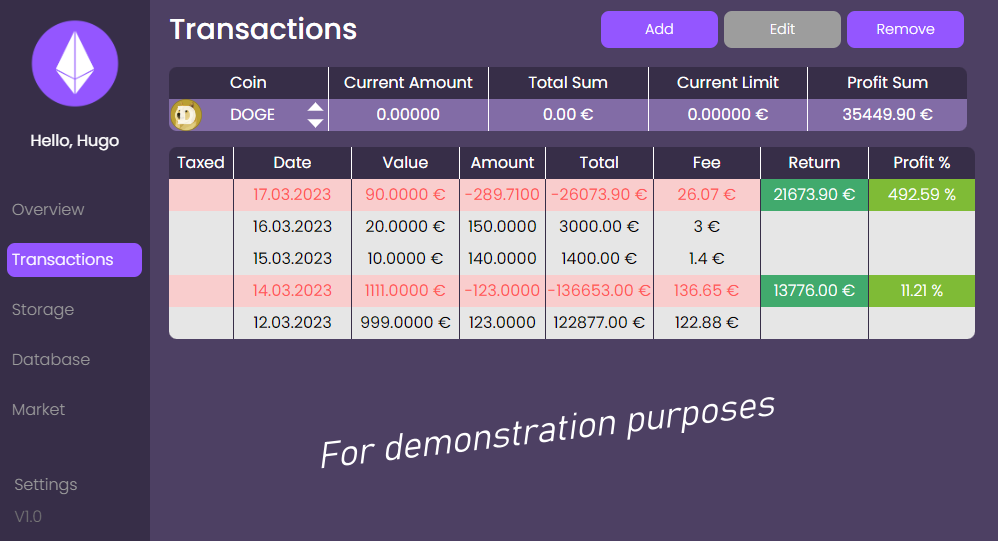 Transactions
Add Edit Remove
Hello, Hugo
Overview
Transactions
Storage
Database
Market
Settings
V1.0
Coin Current Amount Total Sum Current Limit Profit Sum
DOGE 0.00000 0.00 € 0.00000 € 35449.90 €
Taxed Date Value Amount Total Fee Return Profit %
17.03.2023 90.0000 € -289.7100 -26073.90 € 26.07 € 21673.90 € 492.59 %
16.03.2023 20.0000 € 150.0000 3000.00 € 3 €
15.03.2023 10.0000 € 140.0000 1400.00 € 1.4 €
14.03.2023 1111.0000 € -123.0000 -136653.00 € 136.65 € 13776.00 € 11.21 %
12.03.2023 999.0000 € 123.0000 122877.00 € 122.88 €
For demonstration purposes